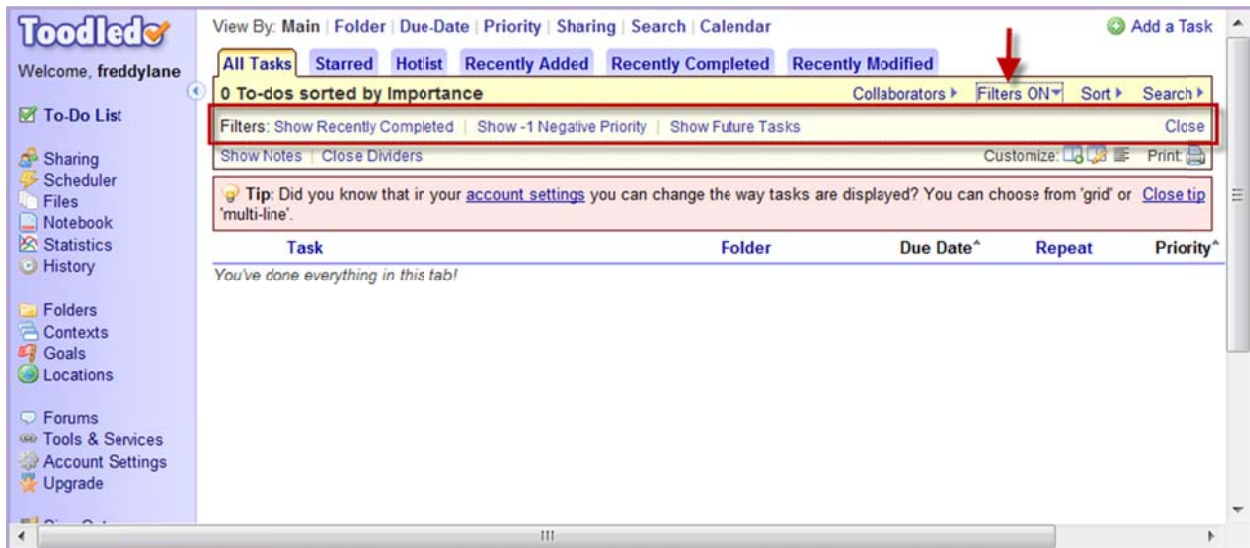 Toodledo
Welcome, freddylane
To-Do List
Sharing
Scheduler
Files
Notebook
Statistics
History
Folders
Contexts
Goals
Locations
Forums
Tools & Services
Account Settings
Upgrade
View By: Main | Folder | Due-Date | Priority | Sharing | Search | Calendar
Add a Task
All Tasks Starred Hotlist Recently Added Recently Completed Recently Modified
0 To-dos sorted by Importance Collaborators Filters ON Sort Search
Filters: Show Recently Completed | Show -1 Negative Priority | Show Future Tasks Close
Show Notes | Close Dividers Customize: Print:
Tip: Did you know that in your account settings you can change the way tasks are displayed? You can choose from 'grid' or Close tip
'multi-line'.
Task Folder Due Date^ Repeat Priority^
You've done everything in this tab!